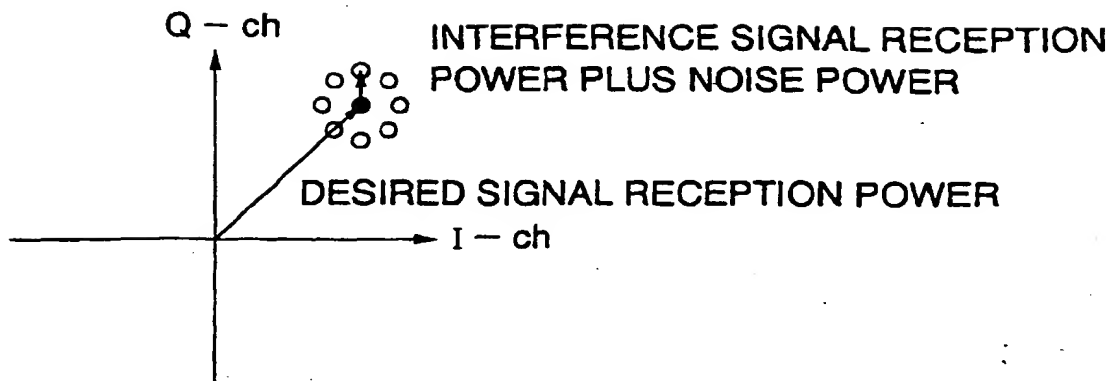 Q – ch
INTERFERENCE SIGNAL RECEPTION
POWER PLUS NOISE POWER
DESIRED SIGNAL RECEPTION POWER
I – ch